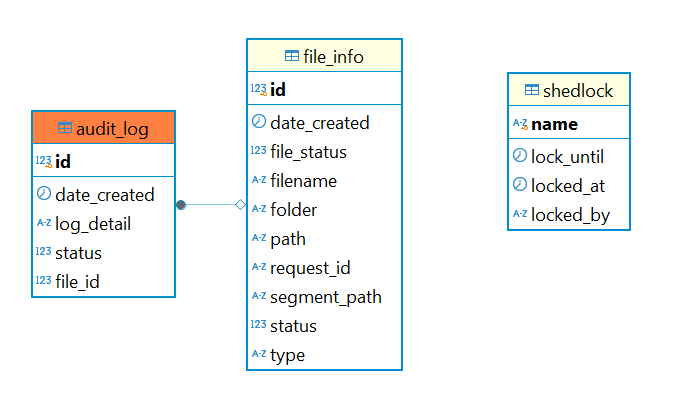 audit_log
123 id
date_created
A-Z log_detail
123 status
123 file_id
file_info
123 id
date_created
123 file_status
A-Z filename
A-Z folder
A-Z path
A-Z request_id
A-Z segment_path
123 status
A-Z type
shedlock
A-Z name
lock_until
locked_at
A-Z locked_by